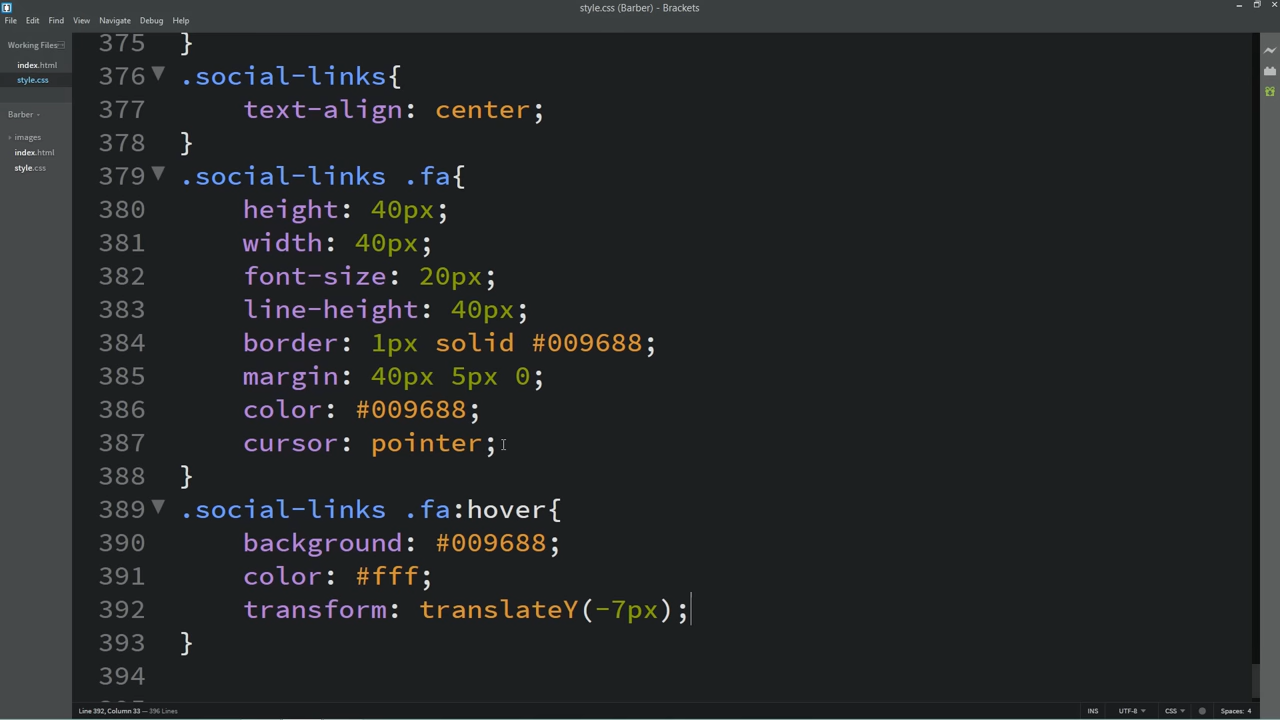 style.css (Barber) - Brackets
File Edit Find View Navigate Debug Help
Working Files
index.html
style.css
Barber
images
index.html
style.css
375 }
376 .social-links{
377     text-align: center;
378 }
379 .social-links .fa{
380     height: 40px;
381     width: 40px;
382     font-size: 20px;
383     line-height: 40px;
384     border: 1px solid #009688;
385     margin: 40px 5px 0;
386     color: #009688;
387     cursor: pointer;
388 }
389 .social-links .fa:hover{
390     background: #009688;
391     color: #fff;
392     transform: translateY(-7px);
393 }
394
Line 392, Column 33 — 396 Lines
INS UTF-8 CSS Spaces: 4